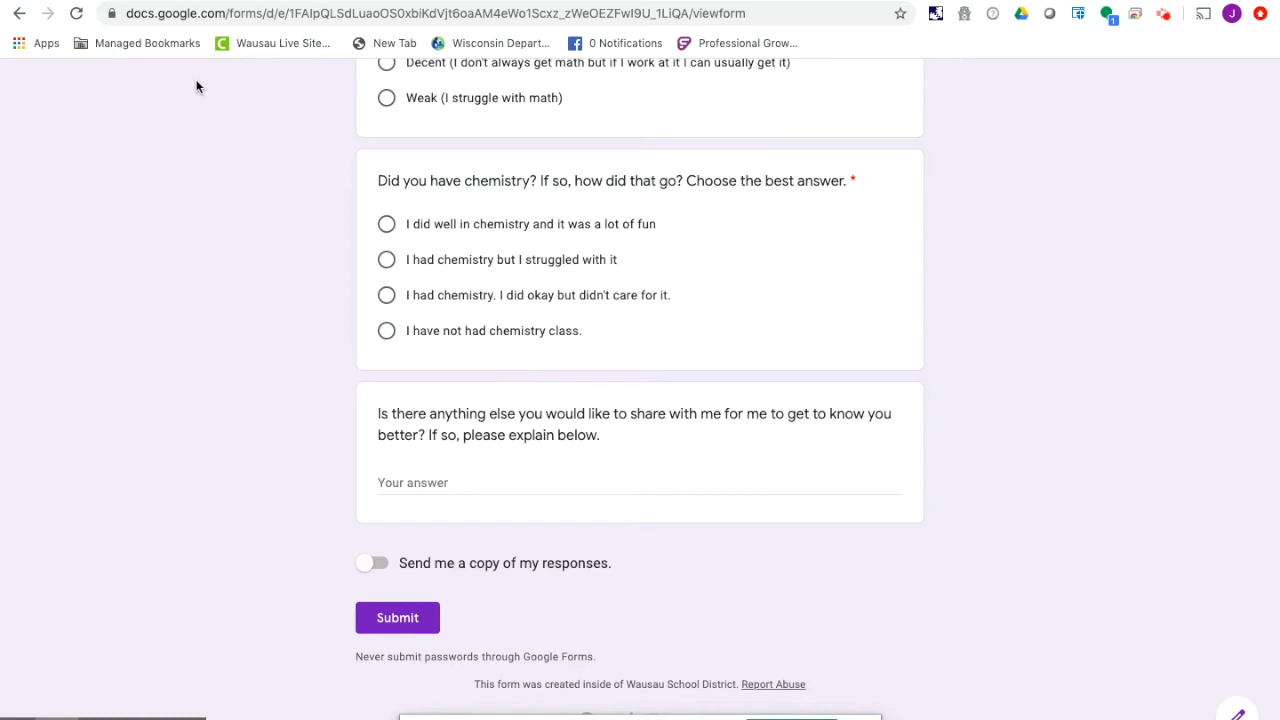 docs.google.com/forms/d/e/1FAIpQLSdLuaoOS0xbiKdVjt6oaAM4eWo1Scxz_zWeOEZFwI9U_1LiQA/viewform
J
1
Apps
Managed Bookmarks
Wausau Live Site...
New Tab
Wisconsin Depart...
0 Notifications
Professional Grow...
Decent (I don't always get math but if I work at it I can usually get it)
Weak (I struggle with math)
Did you have chemistry? If so, how did that go? Choose the best answer. *
I did well in chemistry and it was a lot of fun
I had chemistry but I struggled with it
I had chemistry. I did okay but didn't care for it.
I have not had chemistry class.
Is there anything else you would like to share with me for me to get to know you
better? If so, please explain below.
Your answer
Send me a copy of my responses.
Submit
Never submit passwords through Google Forms.
This form was created inside of Wausau School District. Report Abuse